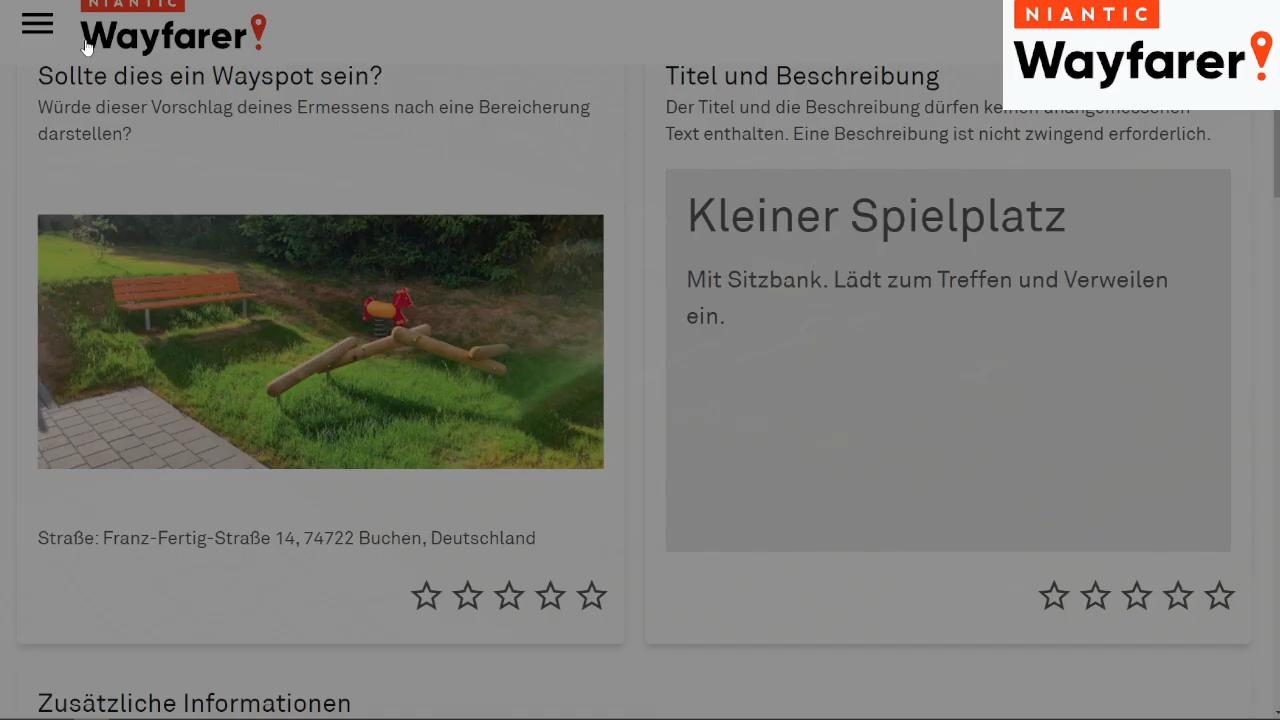 NIANTIC
Wayfarer
NIANTIC
Wayfarer
Sollte dies ein Wayspot sein?
Würde dieser Vorschlag deines Ermessens nach eine Bereicherung
darstellen?
Straße: Franz-Fertig-Straße 14, 74722 Buchen, Deutschland
Titel und Beschreibung
Der Titel und die Beschreibung dürfen keinen unangemessenen
Text enthalten. Eine Beschreibung ist nicht zwingend erforderlich.
Kleiner Spielplatz
Mit Sitzbank. Lädt zum Treffen und Verweilen
ein.
Zusätzliche Informationen